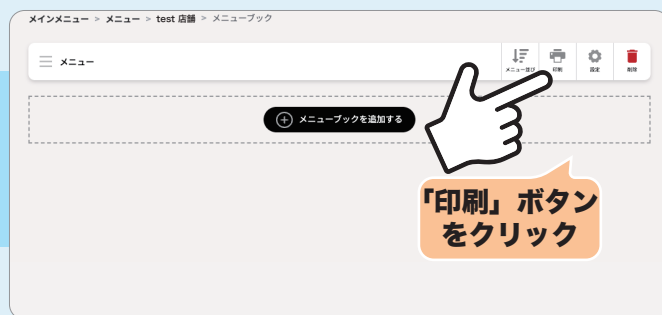 メインメニュー > メニュー > test 店舗 > メニューブック
メニュー
メニュー並び 印刷 設定 削除
メニューブックを追加する
「印刷」ボタン
をクリック